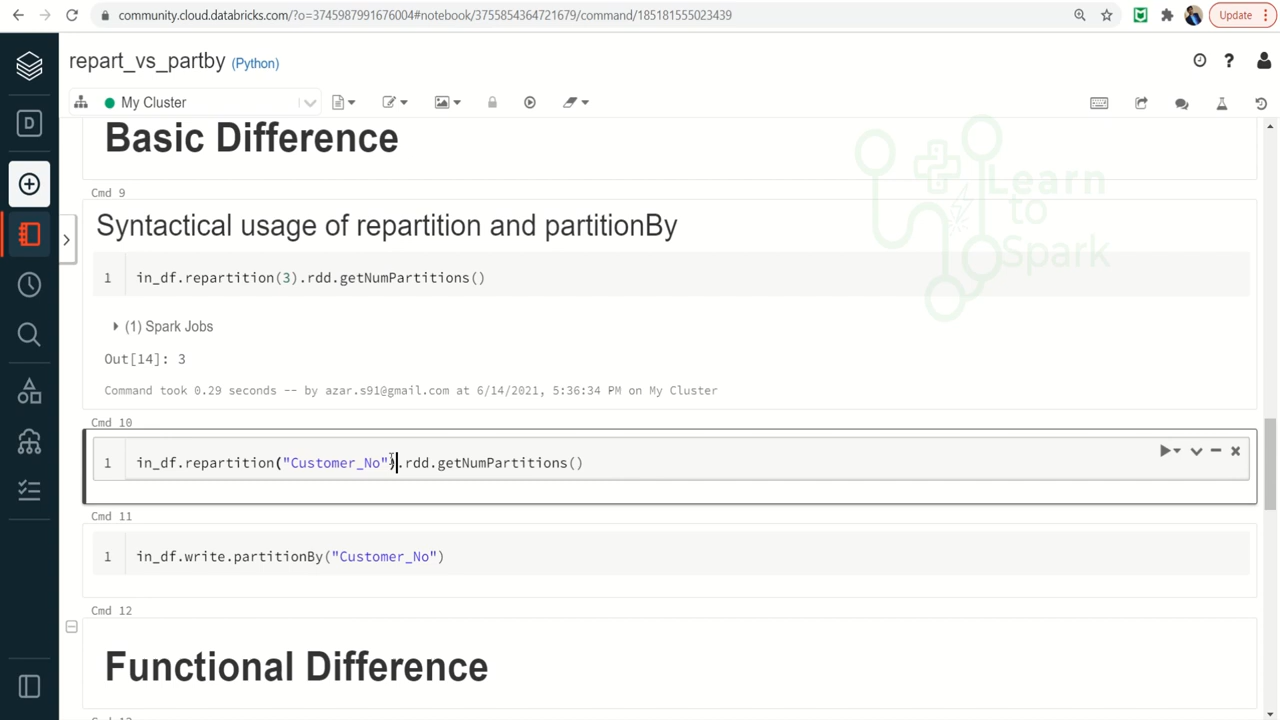 community.cloud.databricks.com/?o=3745987991676004#notebook/3755854364721679/command/185181555023439
Update
repart_vs_partby (Python)
D
My Cluster
Basic Difference
Learn
to
Spark
Cmd 9
Syntactical usage of repartition and partitionBy
1 in_df.repartition(3).rdd.getNumPartitions()
(1) Spark Jobs
Out[14]: 3
Command took 0.29 seconds -- by azar.s91@gmail.com at 6/14/2021, 5:36:34 PM on My Cluster
Cmd 10
1 in_df.repartition("Customer_No").rdd.getNumPartitions()
Cmd 11
1 in_df.write.partitionBy("Customer_No")
Cmd 12
Functional Difference